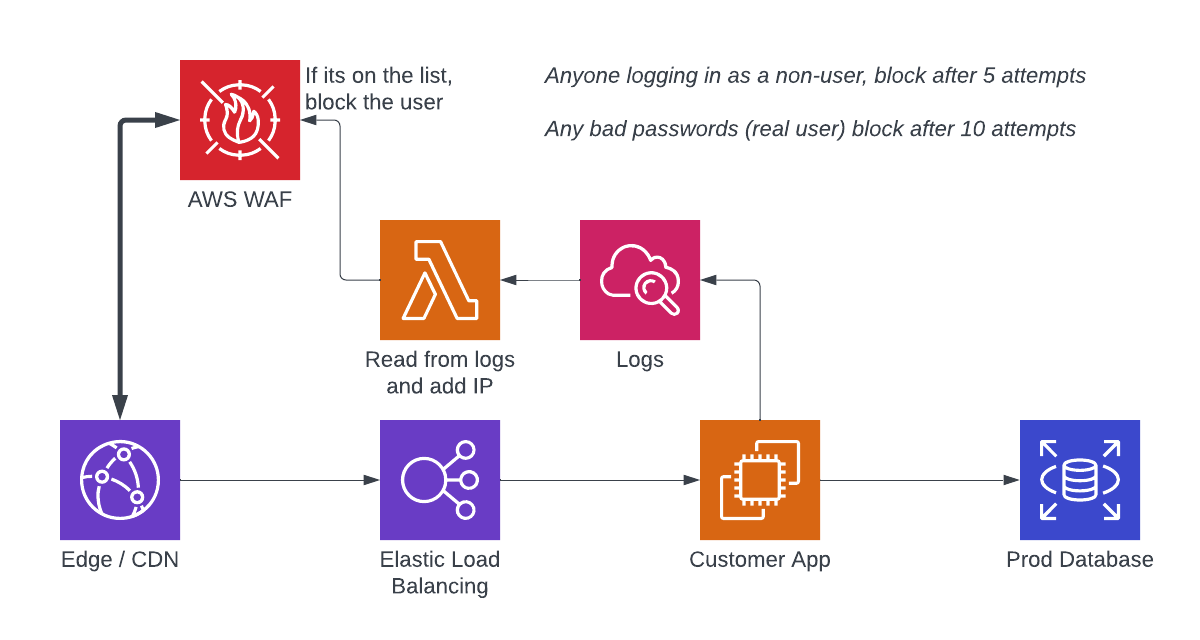 If its on the list,
block the user
Anyone logging in as a non-user, block after 5 attempts
Any bad passwords (real user) block after 10 attempts
AWS WAF
Read from logs
and add IP
Logs
Edge / CDN
Elastic Load
Balancing
Customer App
Prod Database